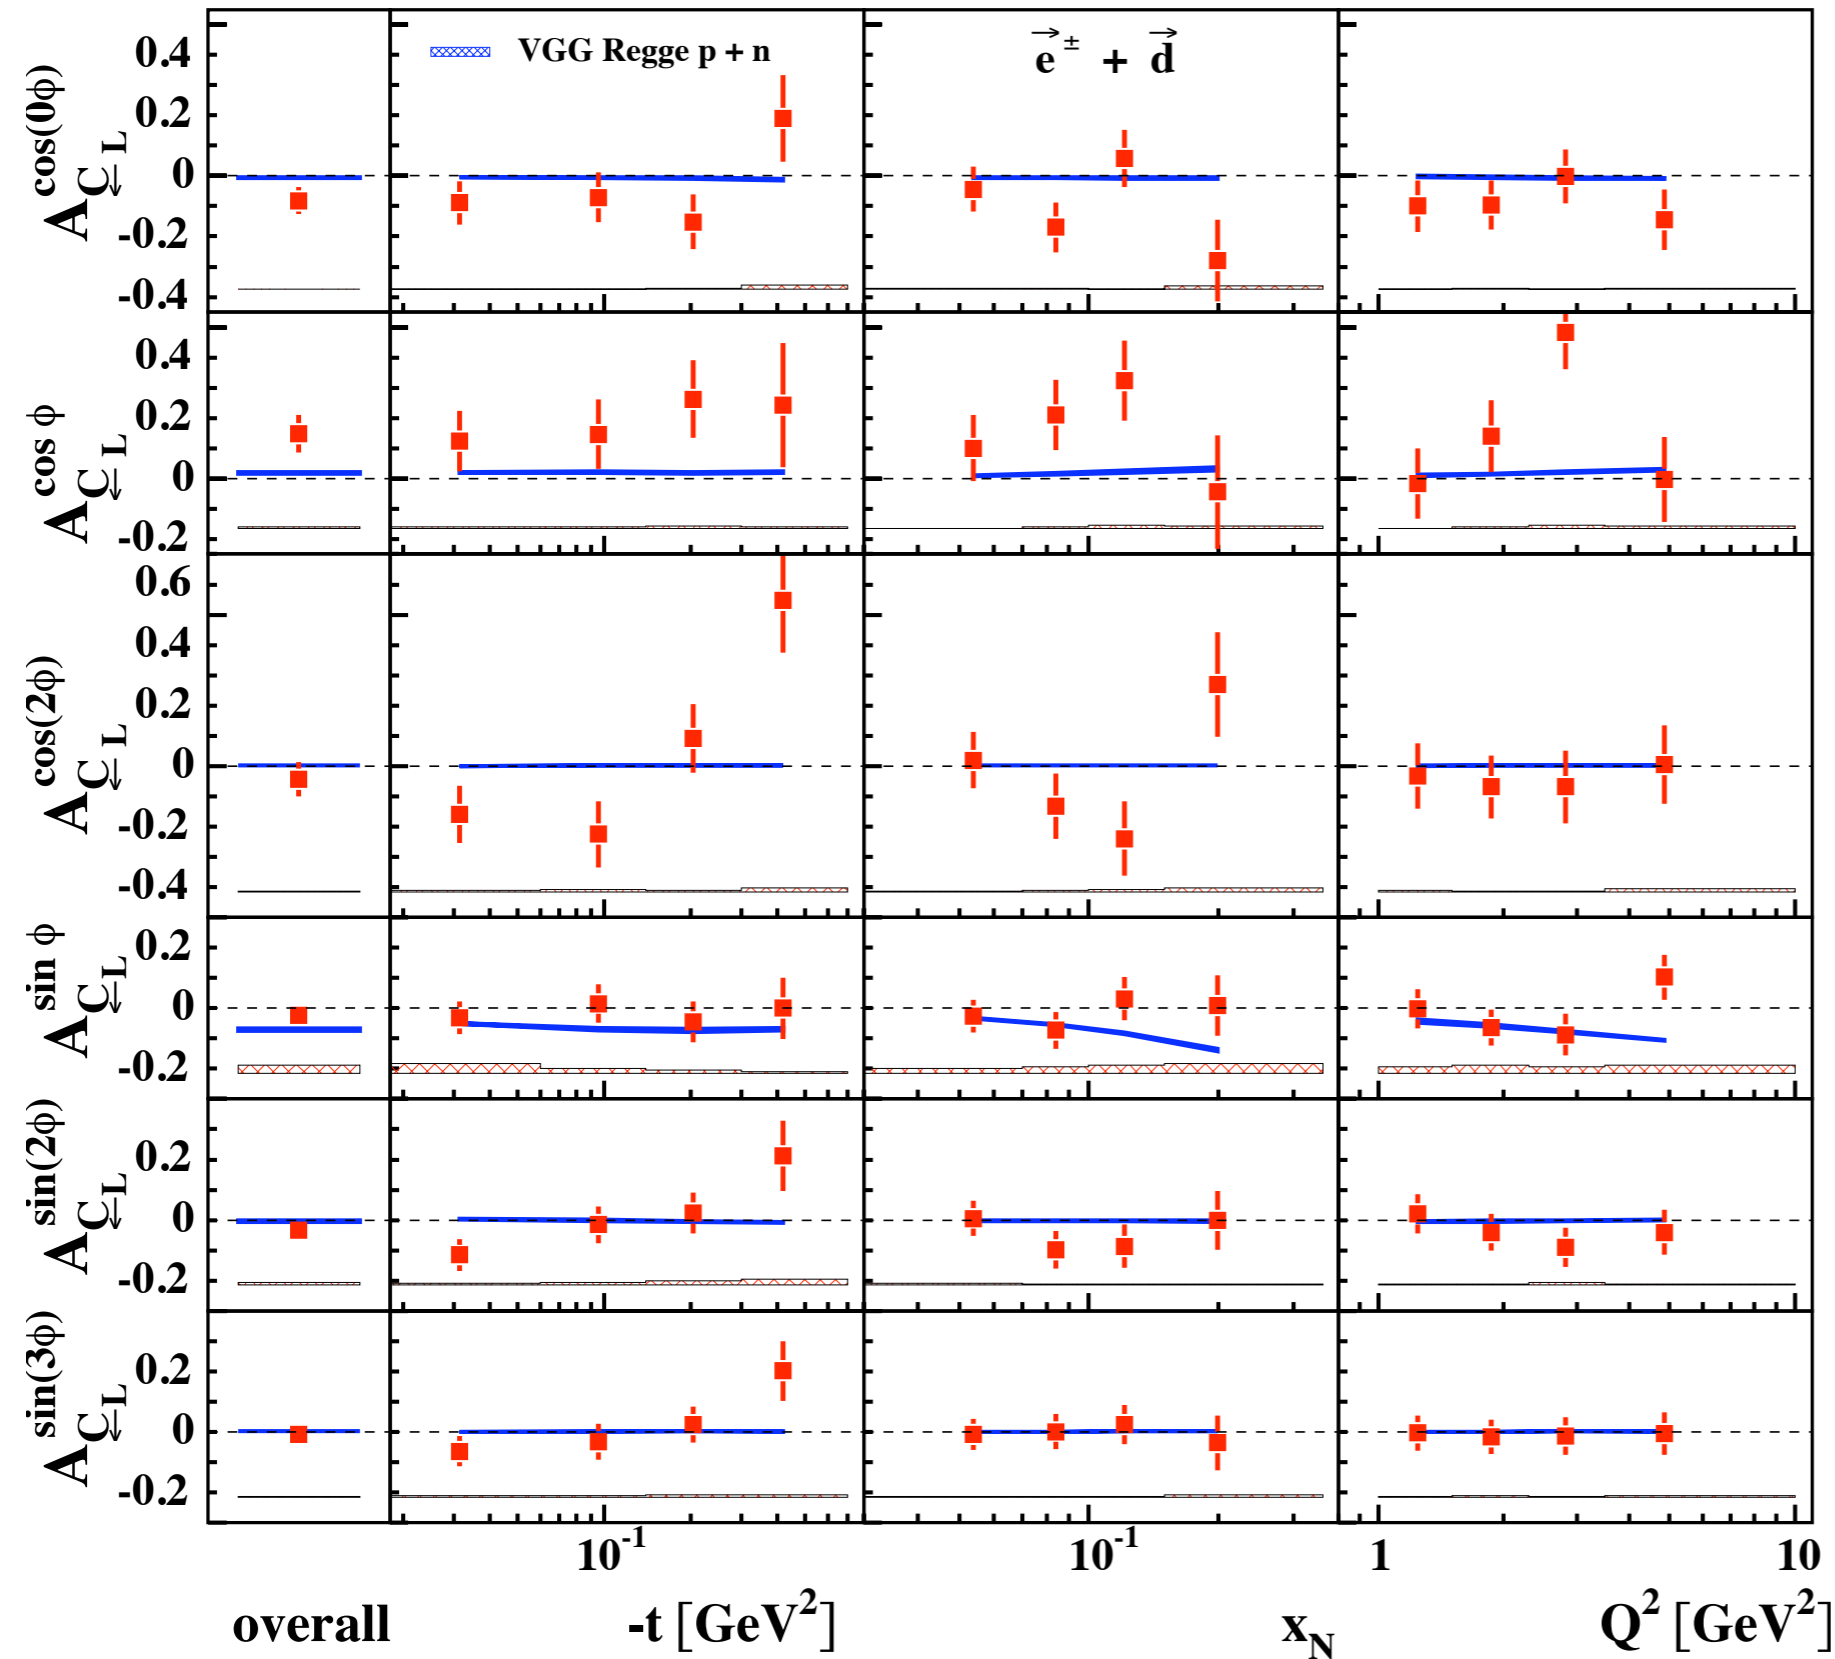 VGG Regge p + n
e⃗ ± + d⃗
A C⃡ L cos(0ϕ)
0.4
0.2
0
-0.2
-0.4
A C⃡ L cos ϕ
0.4
0.2
0
-0.2
A C⃡ L cos(2ϕ)
0.6
0.4
0.2
0
-0.2
-0.4
A C⃡ L sin ϕ
0.2
0
-0.2
A C⃡ L sin(2ϕ)
0.2
0
-0.2
A C⃡ L sin(3ϕ)
0.2
0
-0.2
10⁻¹ 10⁻¹ 1 10
overall -t [GeV²] x_N Q² [GeV²]